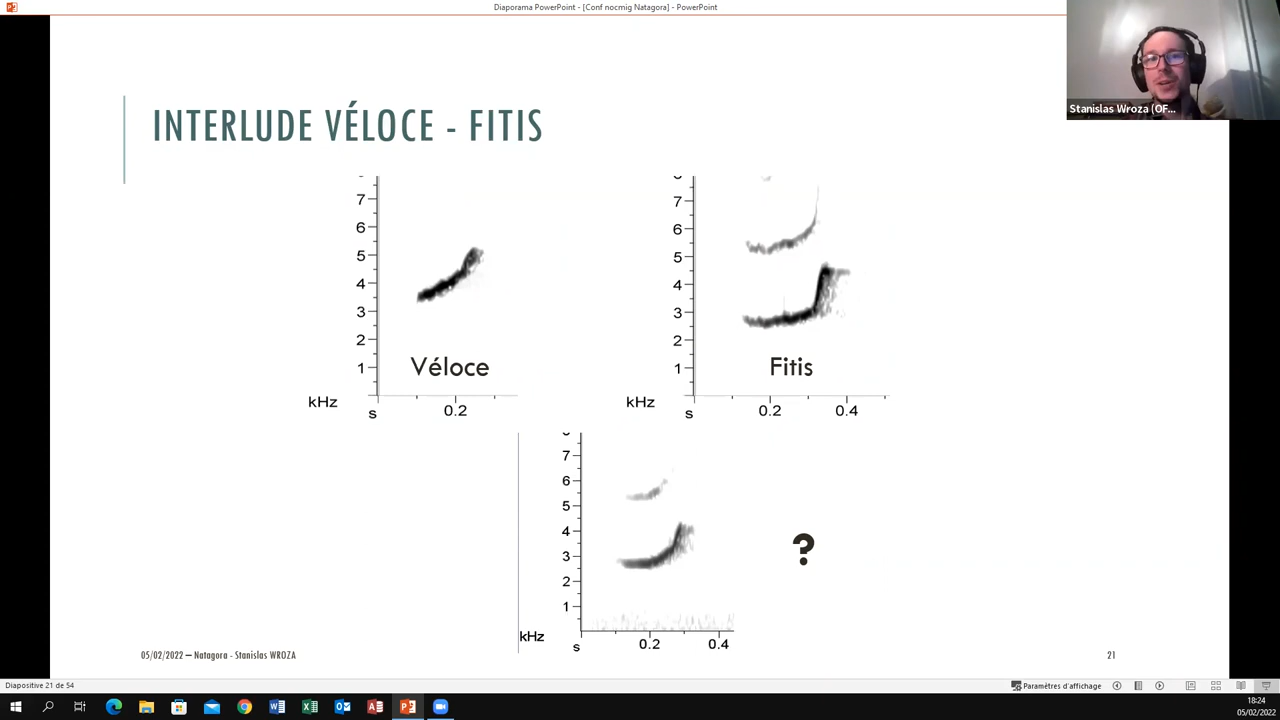 Diaporama PowerPoint - [Conf nocmig Natagora] - PowerPoint
Stanislas Wroza (OF...
INTERLUDE VÉLOCE - FITIS
7
6
5
4
3
2
1
kHz
s
0.2
Véloce
7
6
5
4
3
2
1
kHz
s
0.2
0.4
Fitis
7
6
5
4
3
2
1
kHz
s
0.2
0.4
?
05/02/2022 – Natagora - Stanislas WROZA
21
Diapositive 21 de 54
Paramètres d'affichage
18:24
05/02/2022